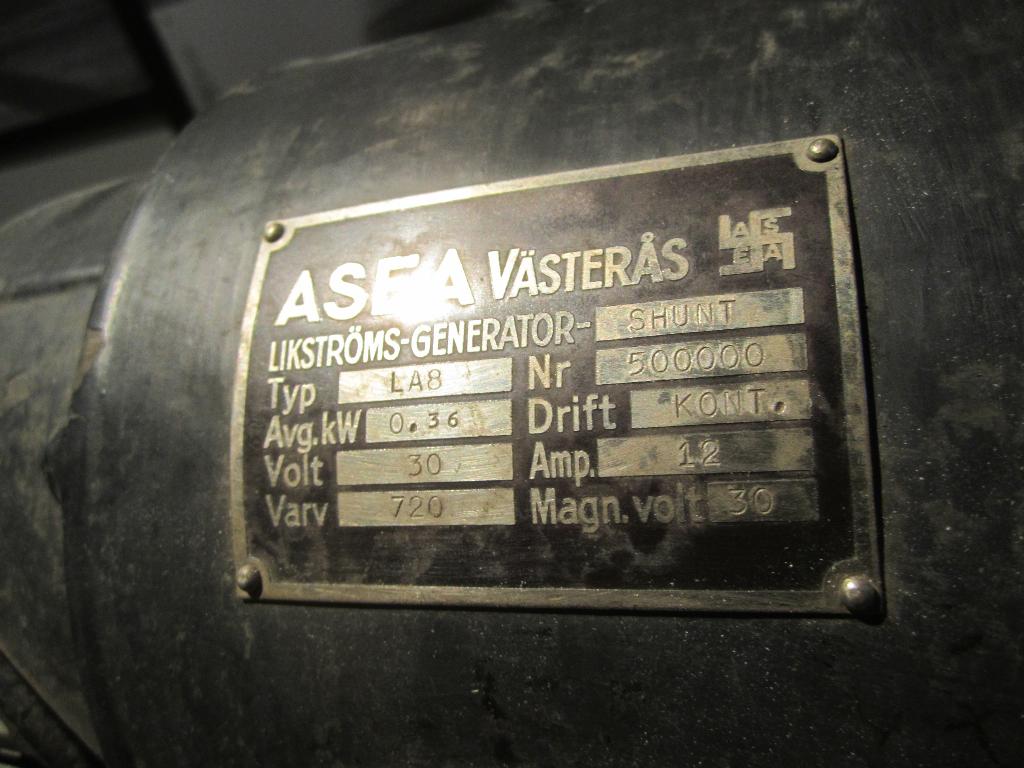 ASEA VÄSTERÅS ASEA
LIKSTRÖMS-GENERATOR- SHUNT
Typ LA8 Nr 500000
Avg.kW 0.36 Drift KONT.
Volt 30 Amp. 12
Varv 720 Magn.volt 30